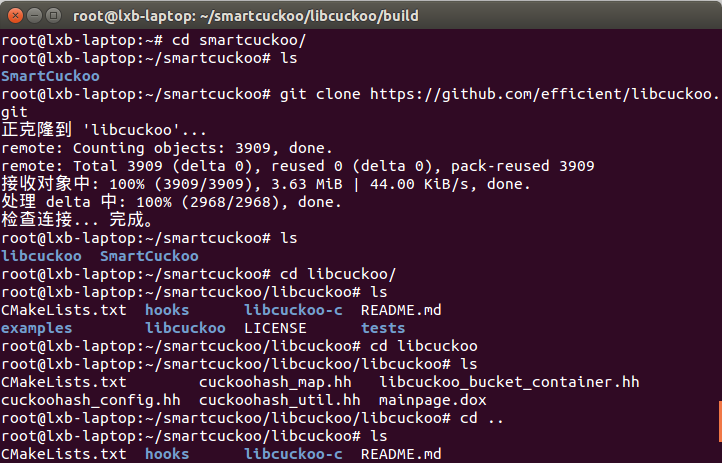 root@lxb-laptop: ~/smartcuckoo/libcuckoo/build
root@lxb-laptop:~# cd smartcuckoo/
root@lxb-laptop:~/smartcuckoo# ls
SmartCuckoo
root@lxb-laptop:~/smartcuckoo# git clone https://github.com/efficient/libcuckoo.
git
正克隆到 'libcuckoo'...
remote: Counting objects: 3909, done.
remote: Total 3909 (delta 0), reused 0 (delta 0), pack-reused 3909
接收对象中: 100% (3909/3909), 3.63 MiB | 44.00 KiB/s, done.
处理 delta 中: 100% (2968/2968), done.
检查连接... 完成。
root@lxb-laptop:~/smartcuckoo# ls
libcuckoo  SmartCuckoo
root@lxb-laptop:~/smartcuckoo# cd libcuckoo/
root@lxb-laptop:~/smartcuckoo/libcuckoo# ls
CMakeLists.txt  hooks      libcuckoo-c  README.md
examples        libcuckoo  LICENSE      tests
root@lxb-laptop:~/smartcuckoo/libcuckoo# cd libcuckoo
root@lxb-laptop:~/smartcuckoo/libcuckoo/libcuckoo# ls
CMakeLists.txt        cuckoohash_map.hh   libcuckoo_bucket_container.hh
cuckoohash_config.hh  cuckoohash_util.hh  mainpage.dox
root@lxb-laptop:~/smartcuckoo/libcuckoo/libcuckoo# cd ..
root@lxb-laptop:~/smartcuckoo/libcuckoo# ls
CMakeLists.txt  hooks      libcuckoo-c  README.md